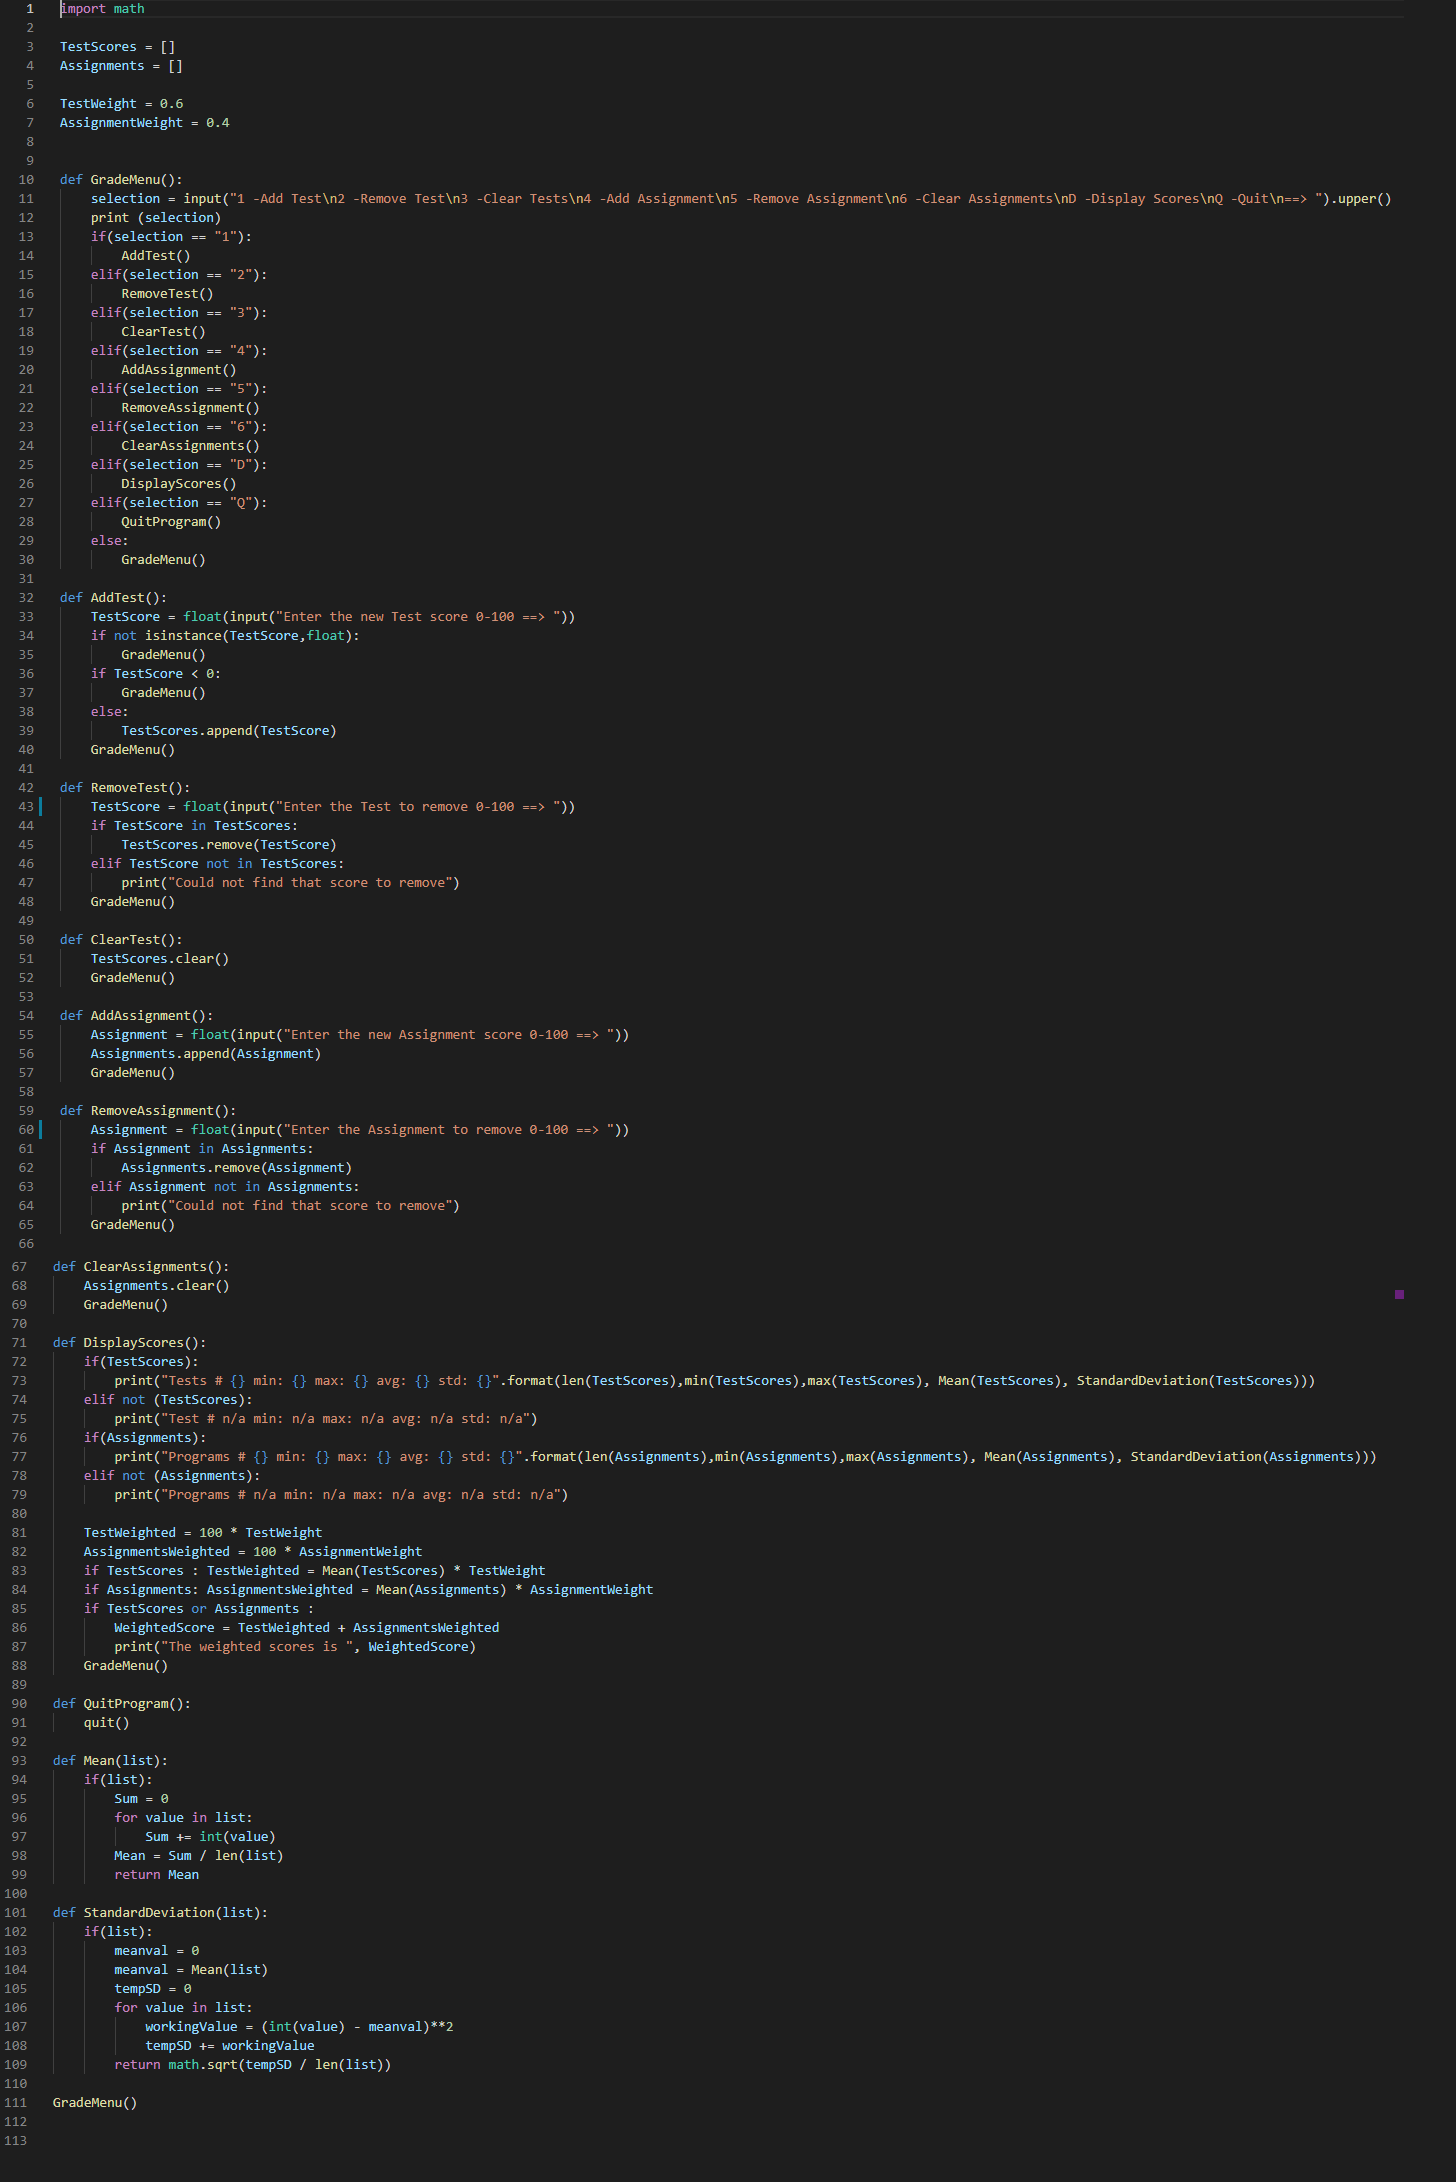 1 import math
2
3 TestScores = []
4 Assignments = []
5
6 TestWeight = 0.6
7 AssignmentWeight = 0.4
8
9
10 def GradeMenu():
11     selection = input("1 -Add Test\n2 -Remove Test\n3 -Clear Tests\n4 -Add Assignment\n5 -Remove Assignment\n6 -Clear Assignments\nD -Display Scores\nQ -Quit\n==> ").upper()
12     print (selection)
13     if(selection == "1"):
14         AddTest()
15     elif(selection == "2"):
16         RemoveTest()
17     elif(selection == "3"):
18         ClearTest()
19     elif(selection == "4"):
20         AddAssignment()
21     elif(selection == "5"):
22         RemoveAssignment()
23     elif(selection == "6"):
24         ClearAssignments()
25     elif(selection == "D"):
26         DisplayScores()
27     elif(selection == "Q"):
28         QuitProgram()
29     else:
30         GradeMenu()
31
32 def AddTest():
33     TestScore = float(input("Enter the new Test score 0-100 ==> "))
34     if not isinstance(TestScore,float):
35         GradeMenu()
36     if TestScore < 0:
37         GradeMenu()
38     else:
39         TestScores.append(TestScore)
40     GradeMenu()
41
42 def RemoveTest():
43     TestScore = float(input("Enter the Test to remove 0-100 ==> "))
44     if TestScore in TestScores:
45         TestScores.remove(TestScore)
46     elif TestScore not in TestScores:
47         print("Could not find that score to remove")
48     GradeMenu()
49
50 def ClearTest():
51     TestScores.clear()
52     GradeMenu()
53
54 def AddAssignment():
55     Assignment = float(input("Enter the new Assignment score 0-100 ==> "))
56     Assignments.append(Assignment)
57     GradeMenu()
58
59 def RemoveAssignment():
60     Assignment = float(input("Enter the Assignment to remove 0-100 ==> "))
61     if Assignment in Assignments:
62         Assignments.remove(Assignment)
63     elif Assignment not in Assignments:
64         print("Could not find that score to remove")
65     GradeMenu()
66
67 def ClearAssignments():
68     Assignments.clear()
69     GradeMenu()
70
71 def DisplayScores():
72     if(TestScores):
73         print("Tests # {} min: {} max: {} avg: {} std: {}".format(len(TestScores),min(TestScores),max(TestScores), Mean(TestScores), StandardDeviation(TestScores)))
74     elif not (TestScores):
75         print("Test # n/a min: n/a max: n/a avg: n/a std: n/a")
76     if(Assignments):
77         print("Programs # {} min: {} max: {} avg: {} std: {}".format(len(Assignments),min(Assignments),max(Assignments), Mean(Assignments), StandardDeviation(Assignments)))
78     elif not (Assignments):
79         print("Programs # n/a min: n/a max: n/a avg: n/a std: n/a")
80
81     TestWeighted = 100 * TestWeight
82     AssignmentsWeighted = 100 * AssignmentWeight
83     if TestScores : TestWeighted = Mean(TestScores) * TestWeight
84     if Assignments: AssignmentsWeighted = Mean(Assignments) * AssignmentWeight
85     if TestScores or Assignments :
86         WeightedScore = TestWeighted + AssignmentsWeighted
87         print("The weighted scores is ", WeightedScore)
88     GradeMenu()
89
90 def QuitProgram():
91     quit()
92
93 def Mean(list):
94     if(list):
95         Sum = 0
96         for value in list:
97             Sum += int(value)
98         Mean = Sum / len(list)
99         return Mean
100
101 def StandardDeviation(list):
102     if(list):
103         meanval = 0
104         meanval = Mean(list)
105         tempSD = 0
106         for value in list:
107             workingValue = (int(value) - meanval)**2
108             tempSD += workingValue
109         return math.sqrt(tempSD / len(list))
110
111 GradeMenu()
112
113